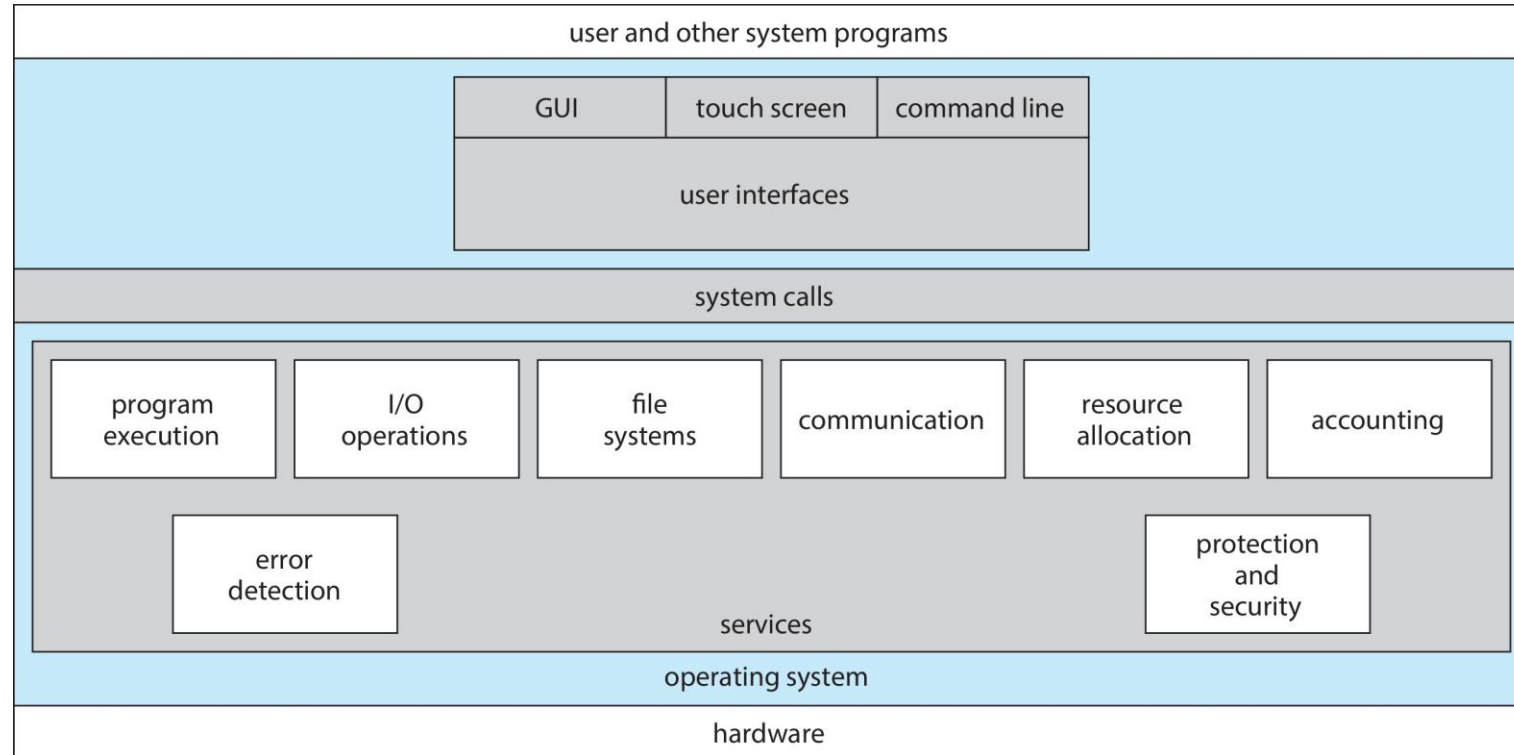 user and other system programs
GUI
touch screen
command line
user interfaces
system calls
program
execution
I/O
operations
file
systems
communication
resource
allocation
accounting
error
detection
protection
and
security
services
operating system
hardware